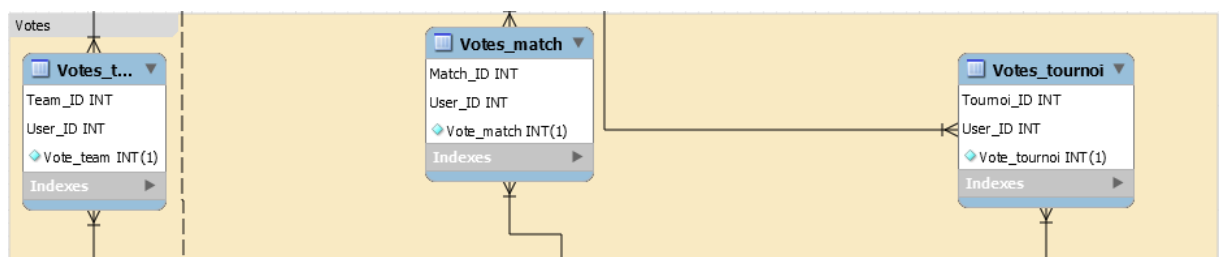 Votes
Votes_t...
Team_ID INT
User_ID INT
Vote_team INT(1)
Indexes
Votes_match
Match_ID INT
User_ID INT
Vote_match INT(1)
Indexes
Votes_tournoi
Tournoi_ID INT
User_ID INT
Vote_tournoi INT(1)
Indexes